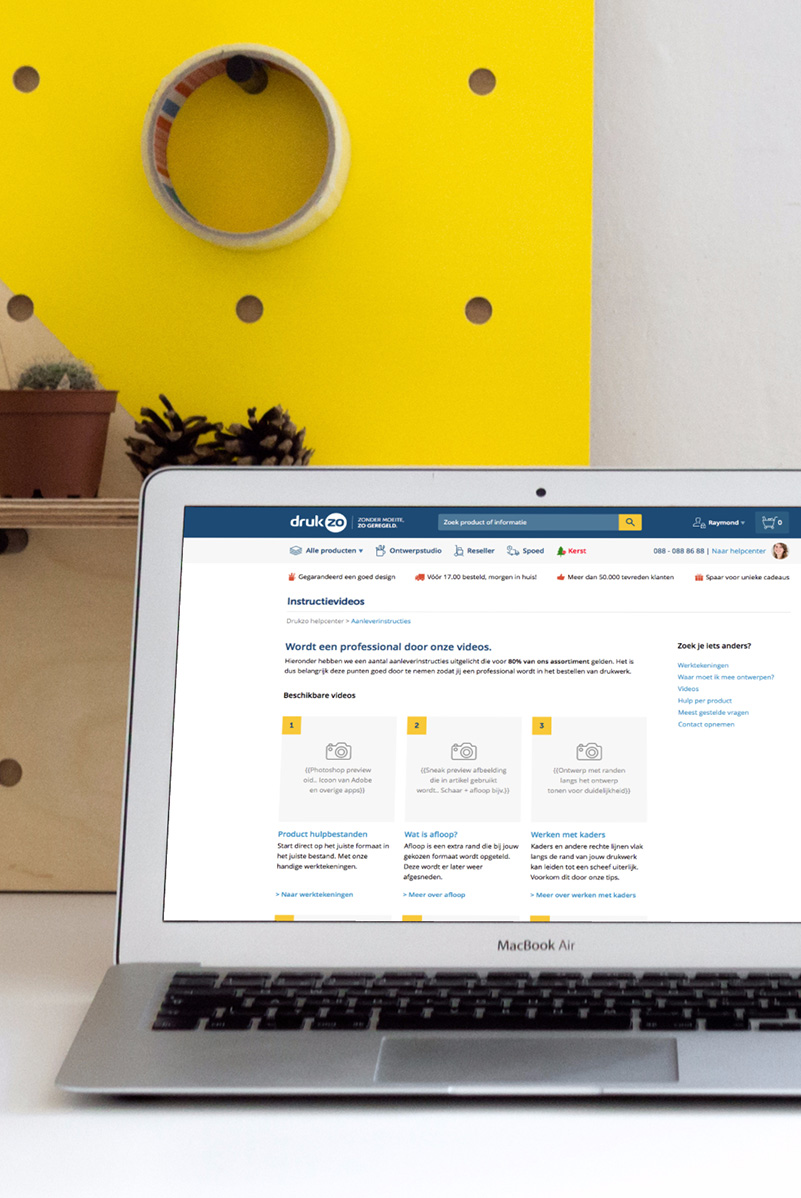 drukzo
ZONDER MOEITE,
ZO GEREGELD.
Zoek product of informatie
Raymond
0
Alle producten
Ontwerpstudio
Reseller
Spoed
Kerst
088 - 088 86 88 | Naar helpcenter
Gegarandeerd een goed design
Vóór 17.00 besteld, morgen in huis!
Meer dan 50.000 tevreden klanten
Spaar voor unieke cadeaus
Instructievideos
Drukzo helpcenter > Aanleverinstructies
Wordt een professional door onze videos.
Hieronder hebben we een aantal aanleverinstructies uitgelicht die voor 80% van ons assortiment gelden. Het is
dus belangrijk deze punten goed door te nemen zodat jij een professional wordt in het bestellen van drukwerk.
Beschikbare videos
1
{{Photoshop preview
oid.. Icoon van Adobe
en overige apps}}
Product hulpbestanden
Start direct op het juiste formaat in
het juiste bestand. Met onze
handige werktekeningen.
> Naar werktekeningen
2
{{Sneak preview afbeelding
die in artikel gebruikt
wordt.. Schaar + afloop bijv.}}
Wat is afloop?
Afloop is een extra rand die bij jouw
gekozen formaat wordt opgeteld.
Deze wordt er later weer
afgesneden.
> Meer over afloop
3
{{Ontwerp met randen
langs het ontwerp
tonen voor duidelijkheid}}
Werken met kaders
Kaders en andere rechte lijnen vlak
langs de rand van jouw drukwerk
kan leiden tot een scheef uiterlijk.
Voorkom dit door onze tips.
> Meer over werken met kaders
Zoek je iets anders?
Werktekeningen
Waar moet ik mee ontwerpen?
Videos
Hulp per product
Meest gestelde vragen
Contact opnemen
MacBook Air